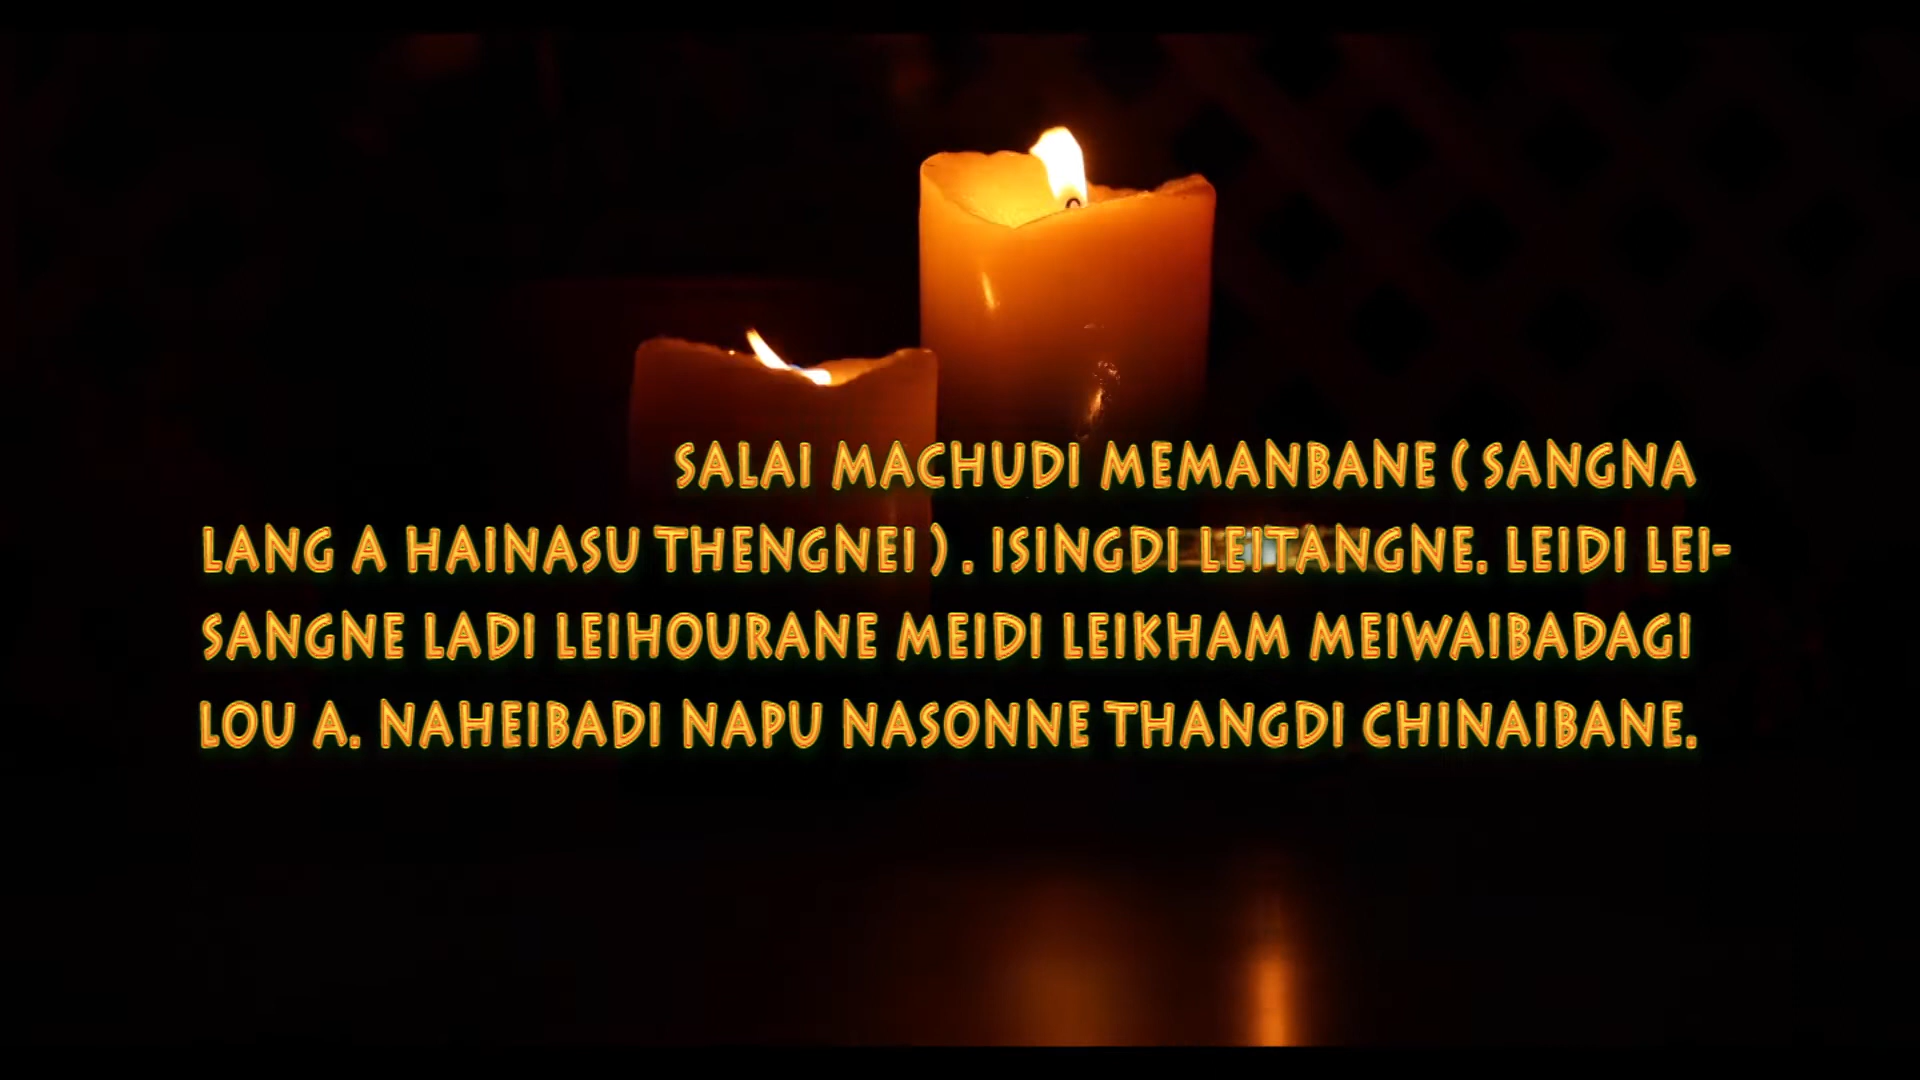 SALAI MACHUDI MEMANBANE ( SANGNA
LANG A HAINASU THENGNEI ) . ISINGDI LEITANGNE. LEIDI LEI-
SANGNE LADI LEIHOURANE MEIDI LEIKHAM MEIWAIBADAGI
LOU A. NAHEIBADI NAPU NASONNE THANGDI CHINAIBANE.